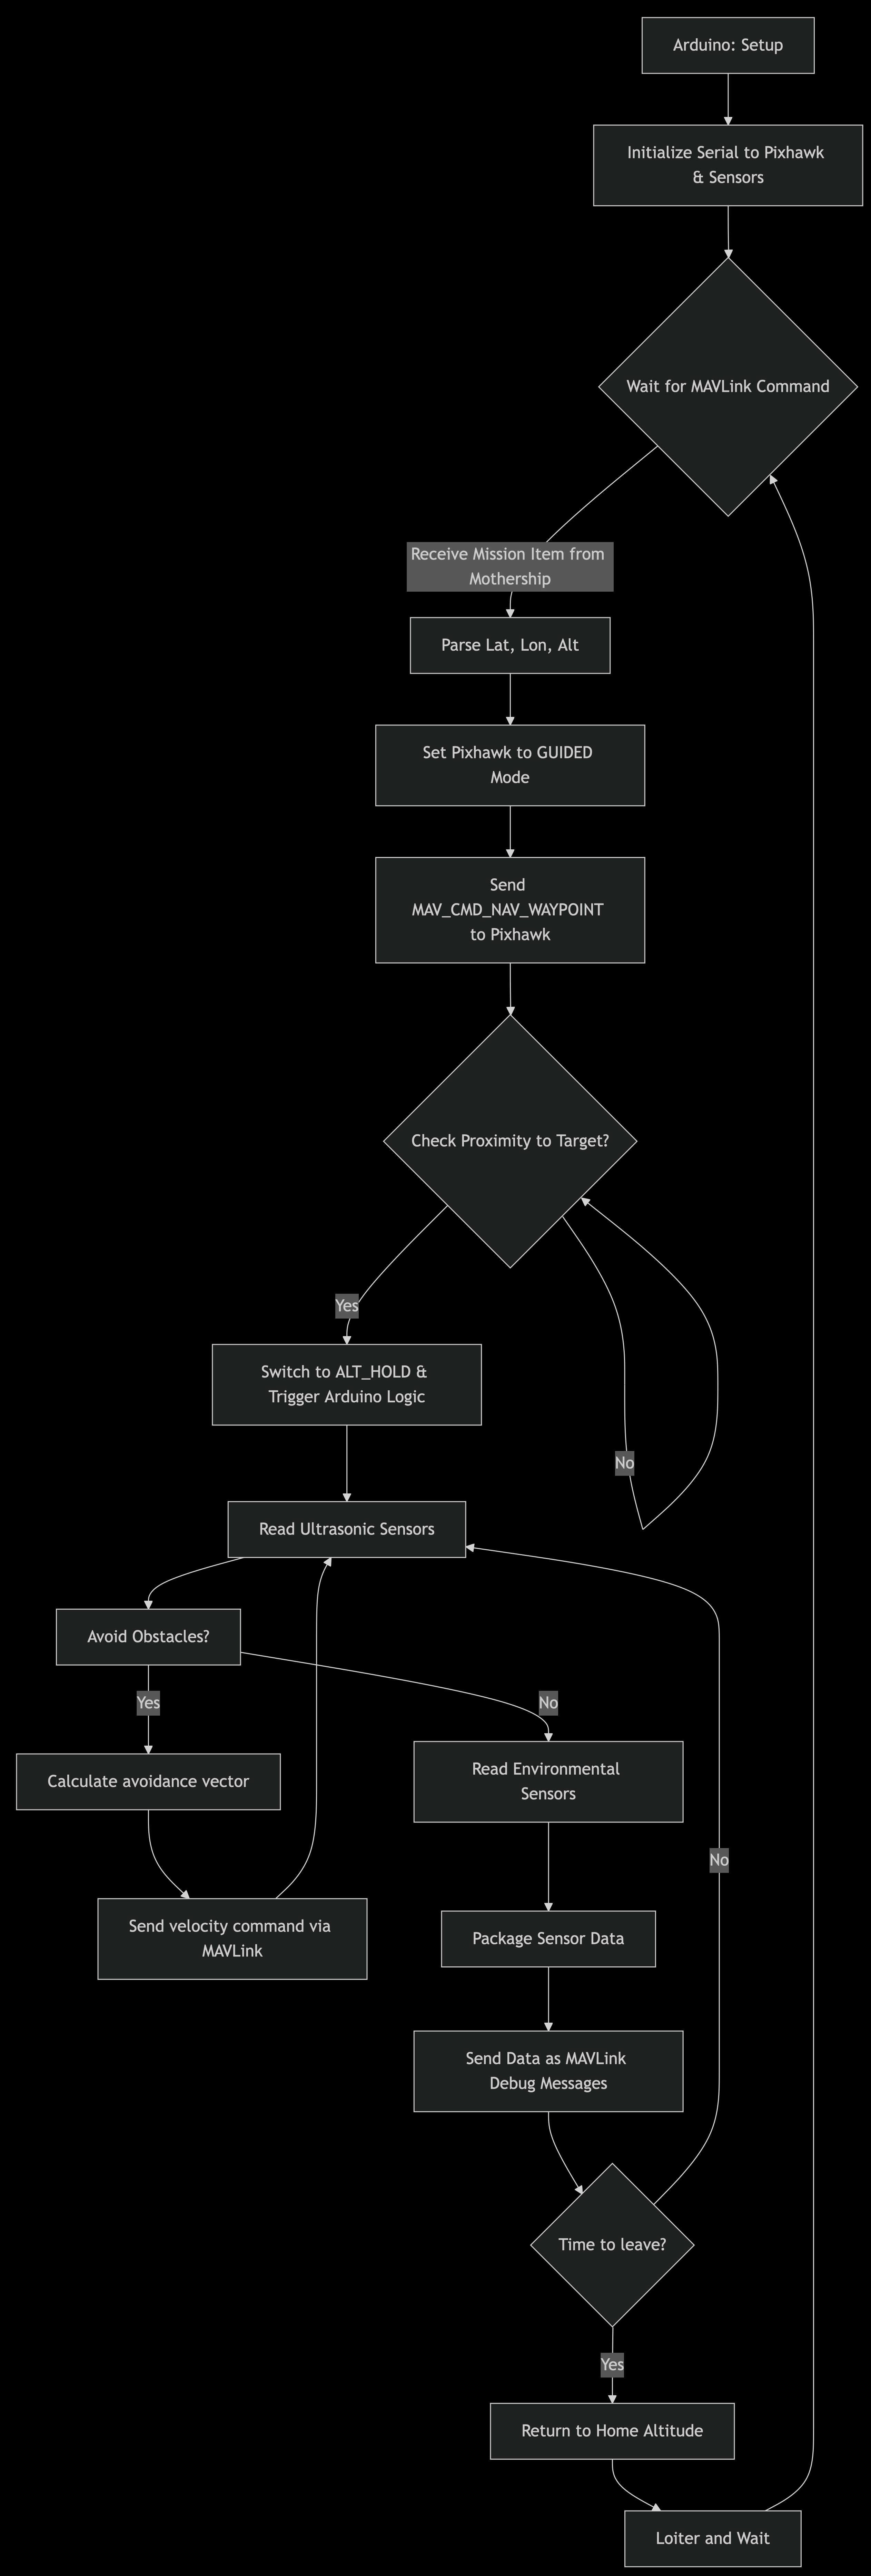 Arduino: Setup
Initialize Serial to Pixhawk
& Sensors
Wait for MAVLink Command
Receive Mission Item from
Mothership
Parse Lat, Lon, Alt
Set Pixhawk to GUIDED
Mode
Send
MAV_CMD_NAV_WAYPOINT
to Pixhawk
Check Proximity to Target?
Yes
Switch to ALT_HOLD &
Trigger Arduino Logic
No
Read Ultrasonic Sensors
Avoid Obstacles?
Yes
No
Calculate avoidance vector
Read Environmental
Sensors
No
Send velocity command via
MAVLink
Package Sensor Data
Send Data as MAVLink
Debug Messages
Time to leave?
Yes
Return to Home Altitude
Loiter and Wait